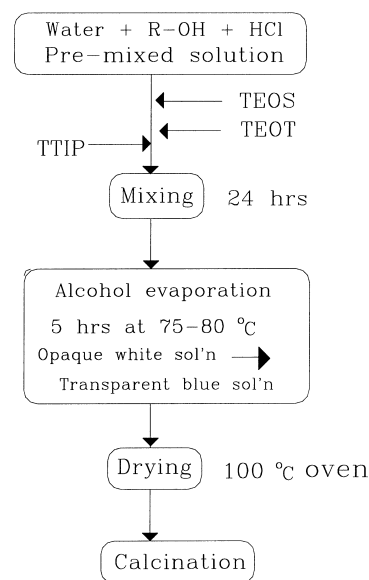 Water + R-OH + HCl
Pre-mixed solution
TEOS
TEOT
TTIP
Mixing
24 hrs
Alcohol evaporation
5 hrs at 75-80 ℃
Opaque white sol'n
Transparent blue sol'n
Drying
100 ℃ oven
Calcination